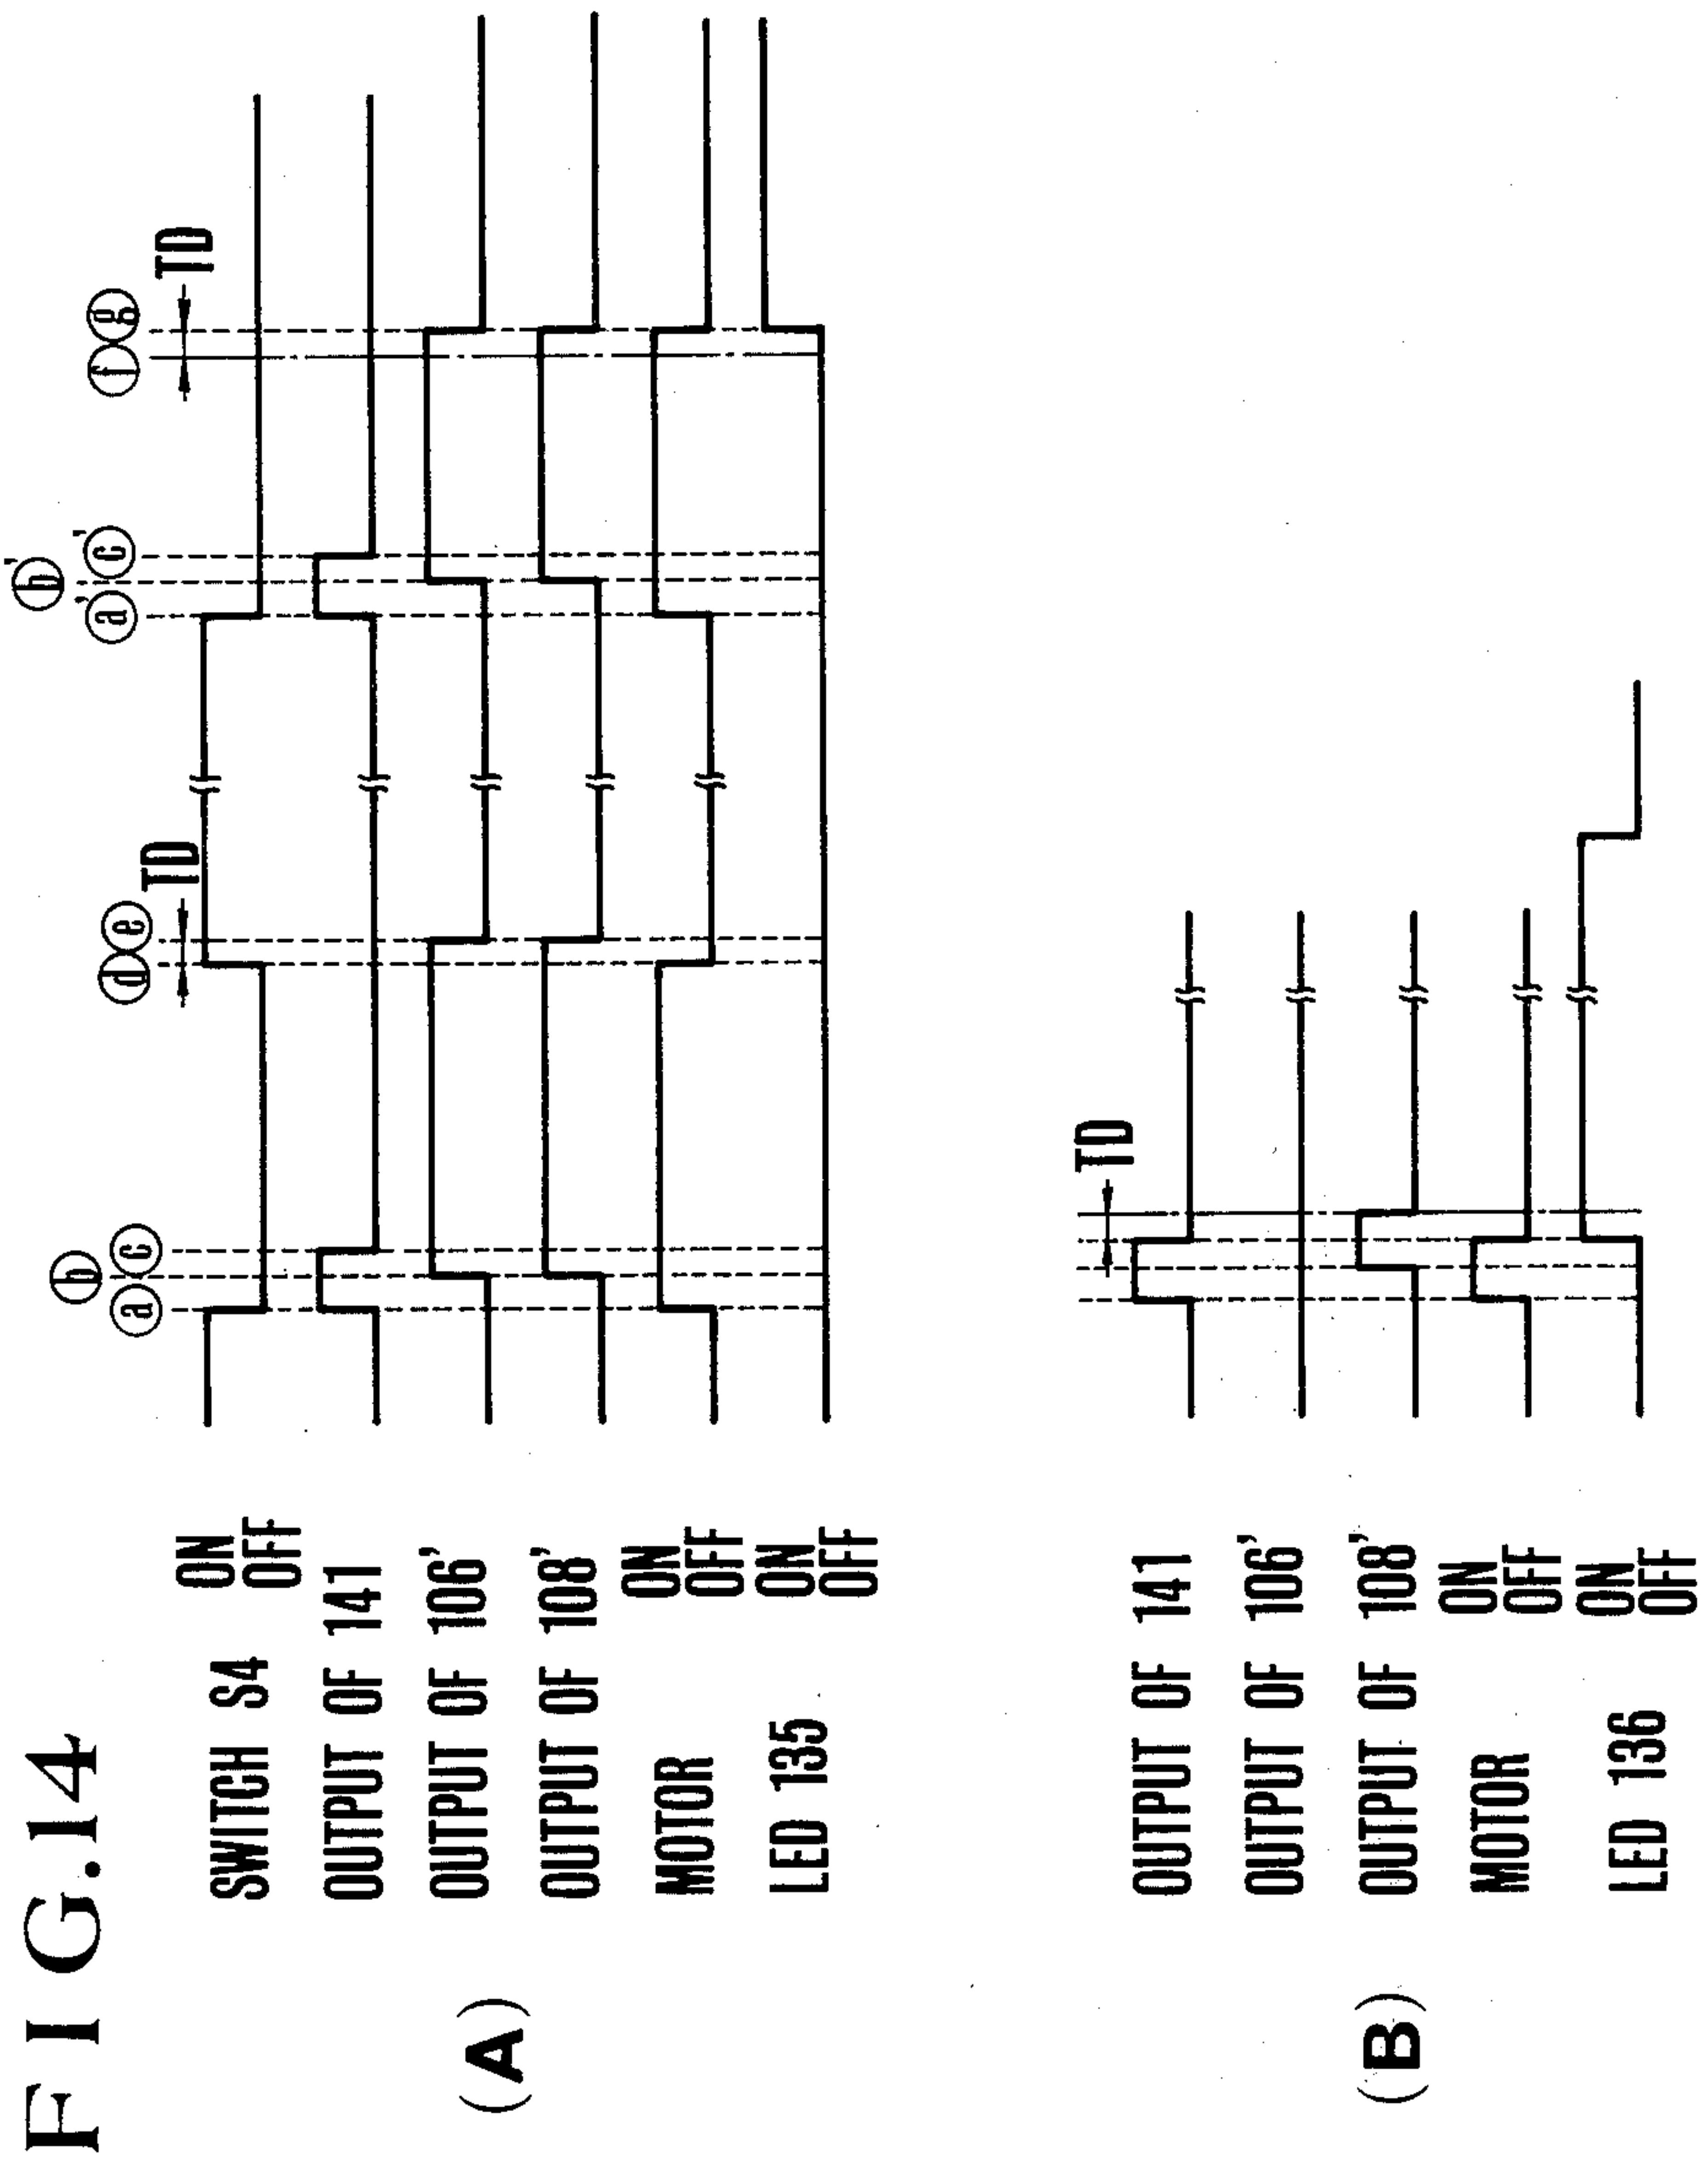 FIG.14
(A)
ⓑ ⓑ'
ⓐ ⓒ ⓓ ⓔ ⓐ' ⓒ' ⓕ ⓖ
TD TD
SWITCH S4 ON
OFF
OUTPUT OF 141
OUTPUT OF 106'
OUTPUT OF 108'
MOTOR ON
OFF
LED 135 ON
OFF
(B)
TD
OUTPUT OF 141
OUTPUT OF 106'
OUTPUT OF 108'
MOTOR ON
OFF
LED 136 ON
OFF